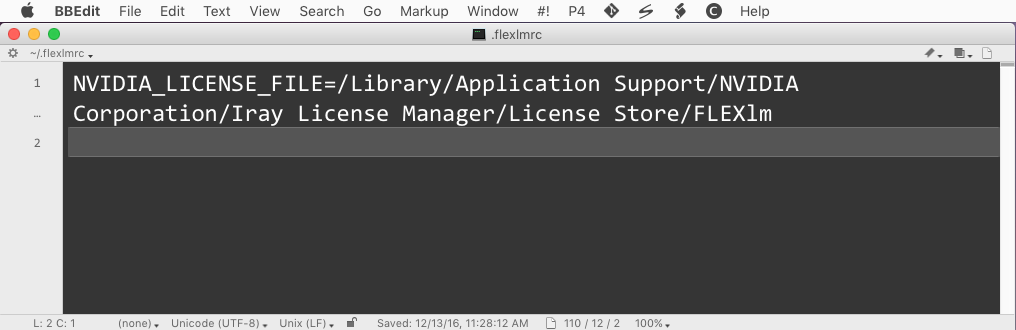 BBEdit File Edit Text View Search Go Markup Window #! P4 Help
.flexlmrc
~/.flexlmrc
1 NVIDIA_LICENSE_FILE=/Library/Application Support/NVIDIA
… Corporation/Iray License Manager/License Store/FLEXlm
2
L: 2 C: 1 (none) Unicode (UTF-8) Unix (LF) Saved: 12/13/16, 11:28:12 AM 110 / 12 / 2 100%